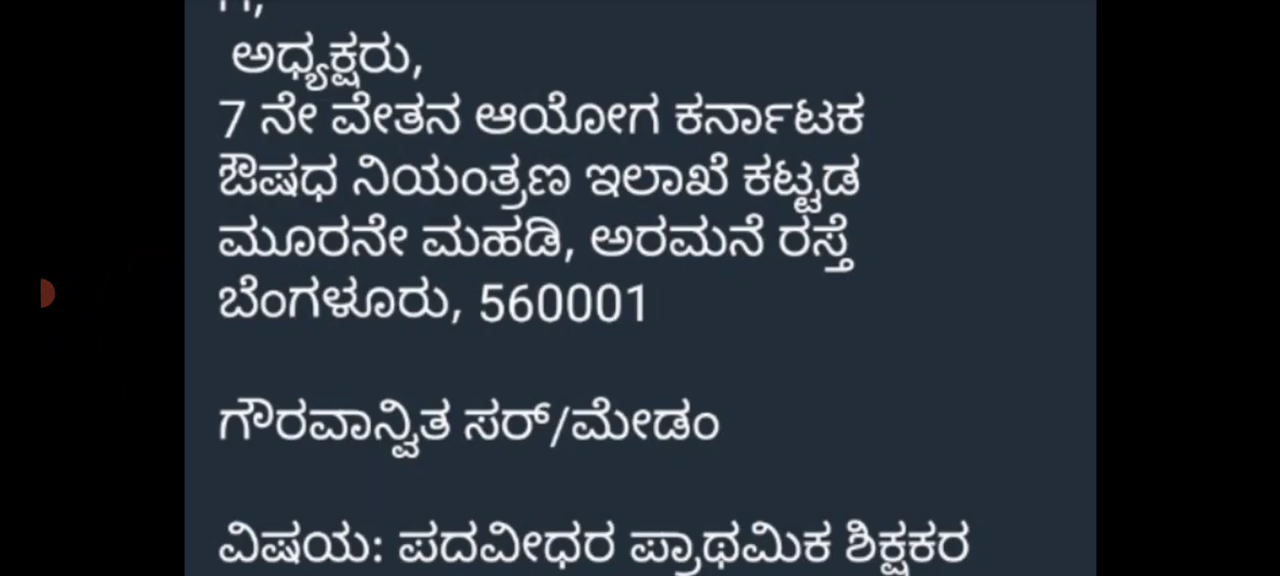 ಅಧ್ಯಕ್ಷರು,
7 ನೇ ವೇತನ ಆಯೋಗ ಕರ್ನಾಟಕ
ಔಷಧ ನಿಯಂತ್ರಣ ಇಲಾಖೆ ಕಟ್ಟಡ
ಮೂರನೇ ಮಹಡಿ, ಅರಮನೆ ರಸ್ತೆ
ಬೆಂಗಳೂರು, 560001
ಗೌರವಾನ್ವಿತ ಸರ್/ಮೇಡಂ
ವಿಷಯ: ಪದವೀಧರ ಪ್ರಾಥಮಿಕ ಶಿಕ್ಷಕರ